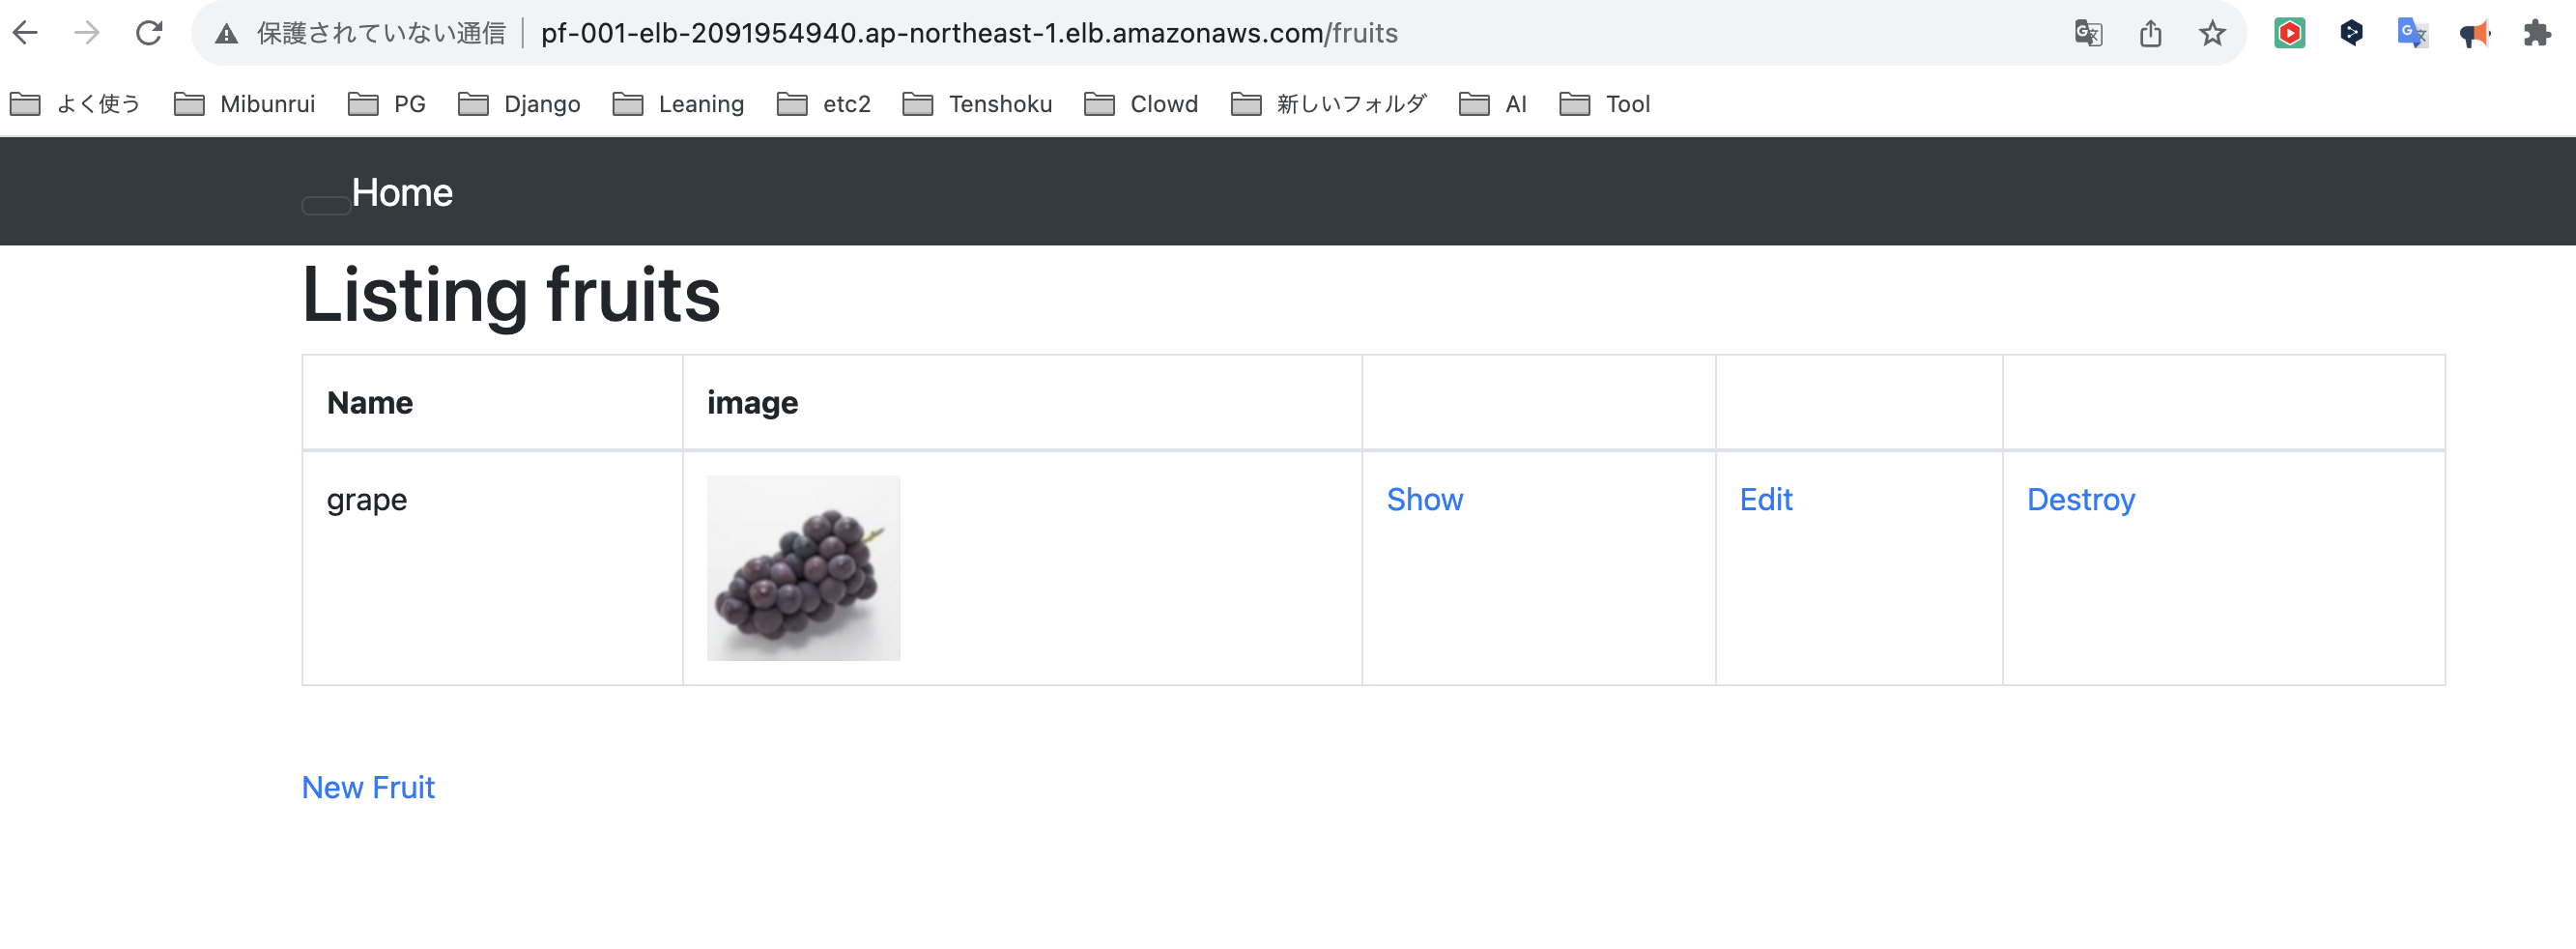 保護されていない通信 pf-001-elb-2091954940.ap-northeast-1.elb.amazonaws.com/fruits
よく使う Mibunrui PG Django Leaning etc2 Tenshoku Clowd 新しいフォルダ AI Tool
Home
Listing fruits
Name image
grape Show Edit Destroy
New Fruit